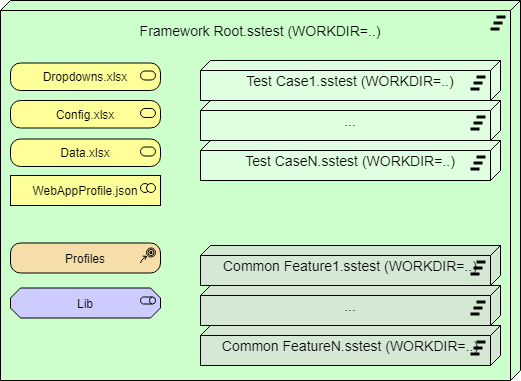 Framework Root.sstest (WORKDIR=..)
Dropdowns.xlsx
Test Case1.sstest (WORKDIR=..)
Config.xlsx
...
Data.xlsx
Test CaseN.sstest (WORKDIR=..)
WebAppProfile.json
Profiles
Common Feature1.sstest (WORKDIR=..)
Lib
...
Common FeatureN.sstest (WORKDIR=..)